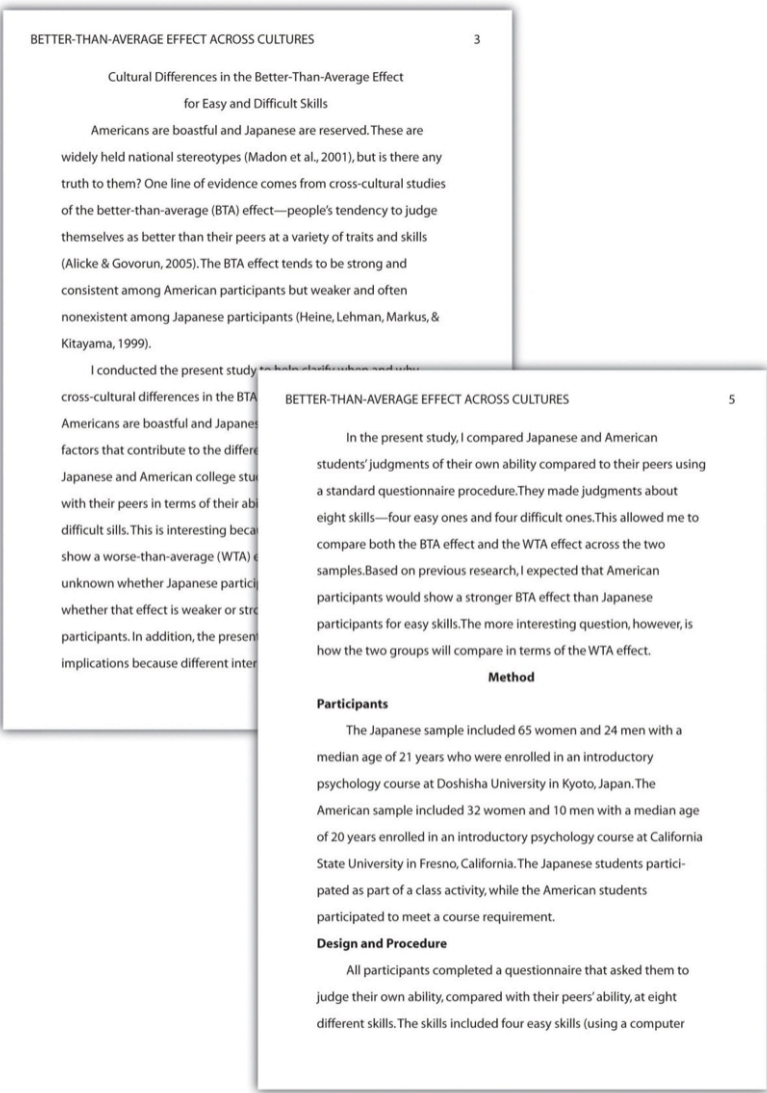 BETTER-THAN-AVERAGE EFFECT ACROSS CULTURES 3
Cultural Differences in the Better-Than-Average Effect
for Easy and Difficult Skills
Americans are boastful and Japanese are reserved. These are
widely held national stereotypes (Madon et al., 2001), but is there any
truth to them? One line of evidence comes from cross-cultural studies
of the better-than-average (BTA) effect—people's tendency to judge
themselves as better than their peers at a variety of traits and skills
(Alicke & Govorun, 2005). The BTA effect tends to be strong and
consistent among American participants but weaker and often
nonexistent among Japanese participants (Heine, Lehman, Markus, &
Kitayama, 1999).
I conducted the present study to help clarify when and why
cross-cultural differences in the BTA
Americans are boastful and
factors that contribute to the
Japanese and American college
with their peers in terms of their
difficult sills. This is interesting
show a worse-than-average (WTA)
unknown whether Japanese
whether that effect is weaker or
participants. In addition, the
implications because different
BETTER-THAN-AVERAGE EFFECT ACROSS CULTURES 5
In the present study, I compared Japanese and American
students' judgments of their own ability compared to their peers using
a standard questionnaire procedure.They made judgments about
eight skills—four easy ones and four difficult ones.This allowed me to
compare both the BTA effect and the WTA effect across the two
samples.Based on previous research, I expected that American
participants would show a stronger BTA effect than Japanese
participants for easy skills.The more interesting question, however, is
how the two groups will compare in terms of the WTA effect.
Method
Participants
The Japanese sample included 65 women and 24 men with a
median age of 21 years who were enrolled in an introductory
psychology course at Doshisha University in Kyoto, Japan. The
American sample included 32 women and 10 men with a median age
of 20 years enrolled in an introductory psychology course at California
State University in Fresno, California. The Japanese students partici-
pated as part of a class activity, while the American students
participated to meet a course requirement.
Design and Procedure
All participants completed a questionnaire that asked them to
judge their own ability, compared with their peers' ability, at eight
different skills. The skills included four easy skills (using a computer